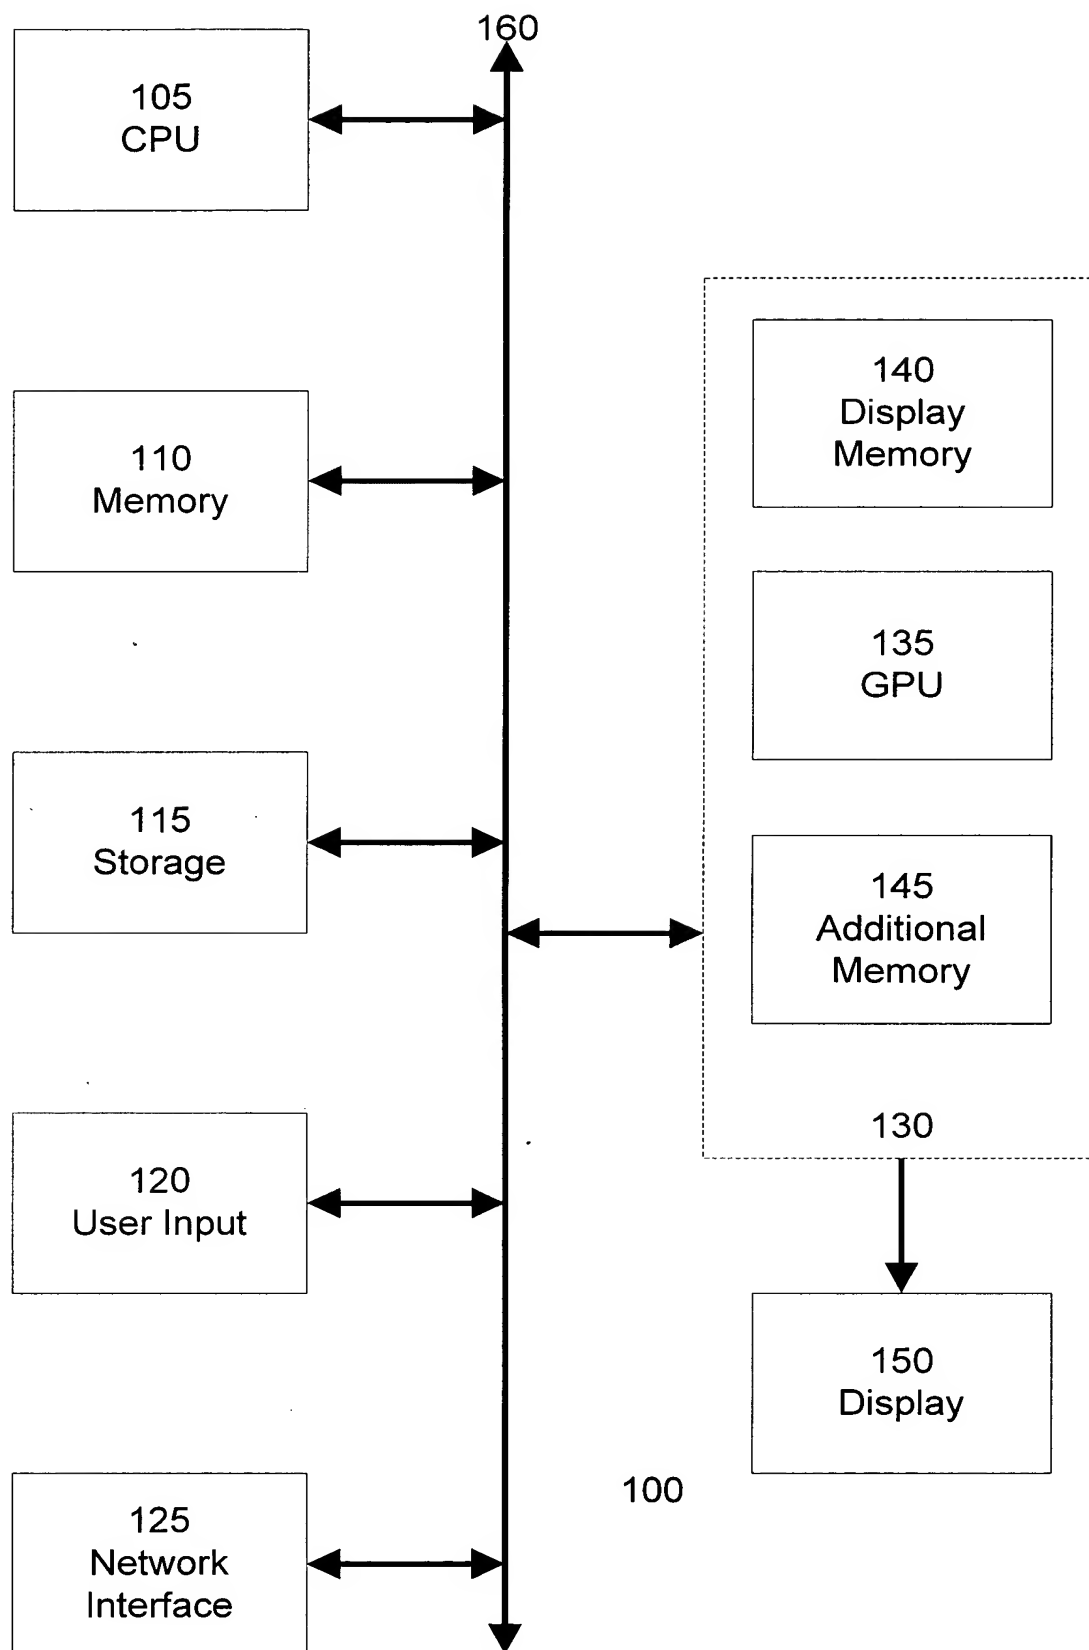 160
105
CPU
110
Memory
115
Storage
120
User Input
125
Network
Interface
140
Display
Memory
135
GPU
145
Additional
Memory
130
150
Display
100